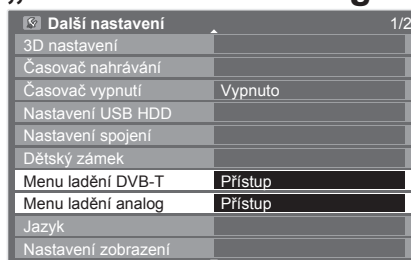 Další nastavení 1/2
3D nastavení
Časovač nahrávání
Časovač vypnutí Vypnuto
Nastavení USB HDD
Nastavení spojení
Dětský zámek
Menu ladění DVB-T Přístup
Menu ladění analog Přístup
Jazyk
Nastavení zobrazení